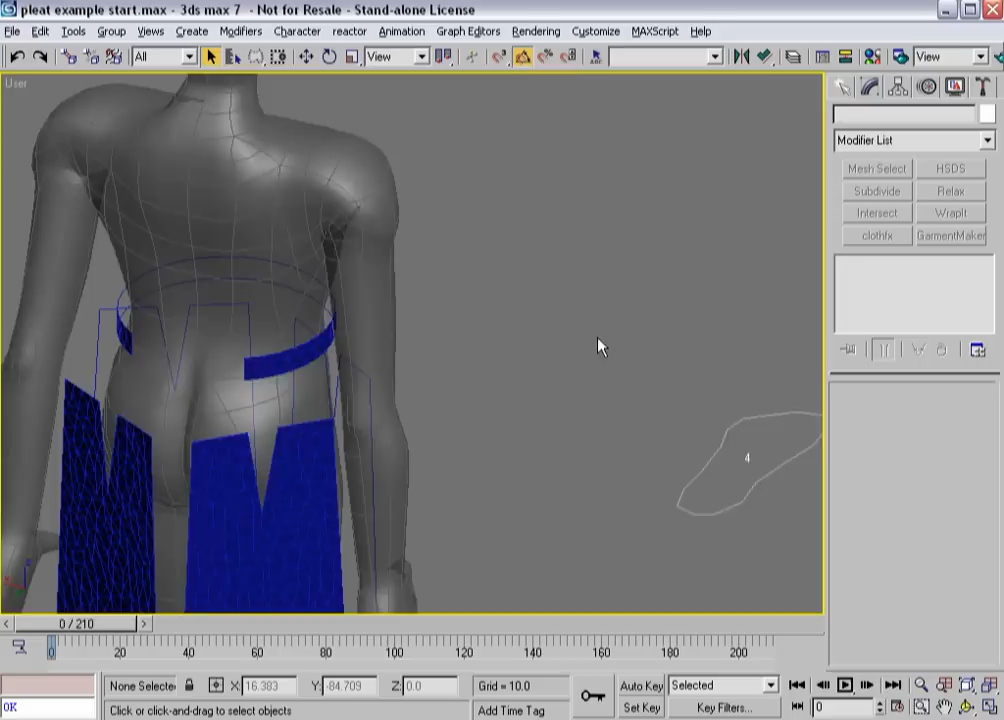 pleat example start.max - 3ds max 7 - Not for Resale - Stand-alone License
File Edit Tools Group Views Create Modifiers Character reactor Animation Graph Editors Rendering Customize MAXScript Help
All View View
User
Modifier List
Mesh Select HSDS
Subdivide Relax
Intersect WrapIt
clothfx GarmentMaker
4
0 / 210
0 20 40 60 80 100 120 140 160 180 200
None Selecte X: 16.383 Y: -84.709 Z: 0.0 Grid = 10.0 Auto Key Selected
OK Click or click-and-drag to select objects Add Time Tag Set Key Key Filters... 0